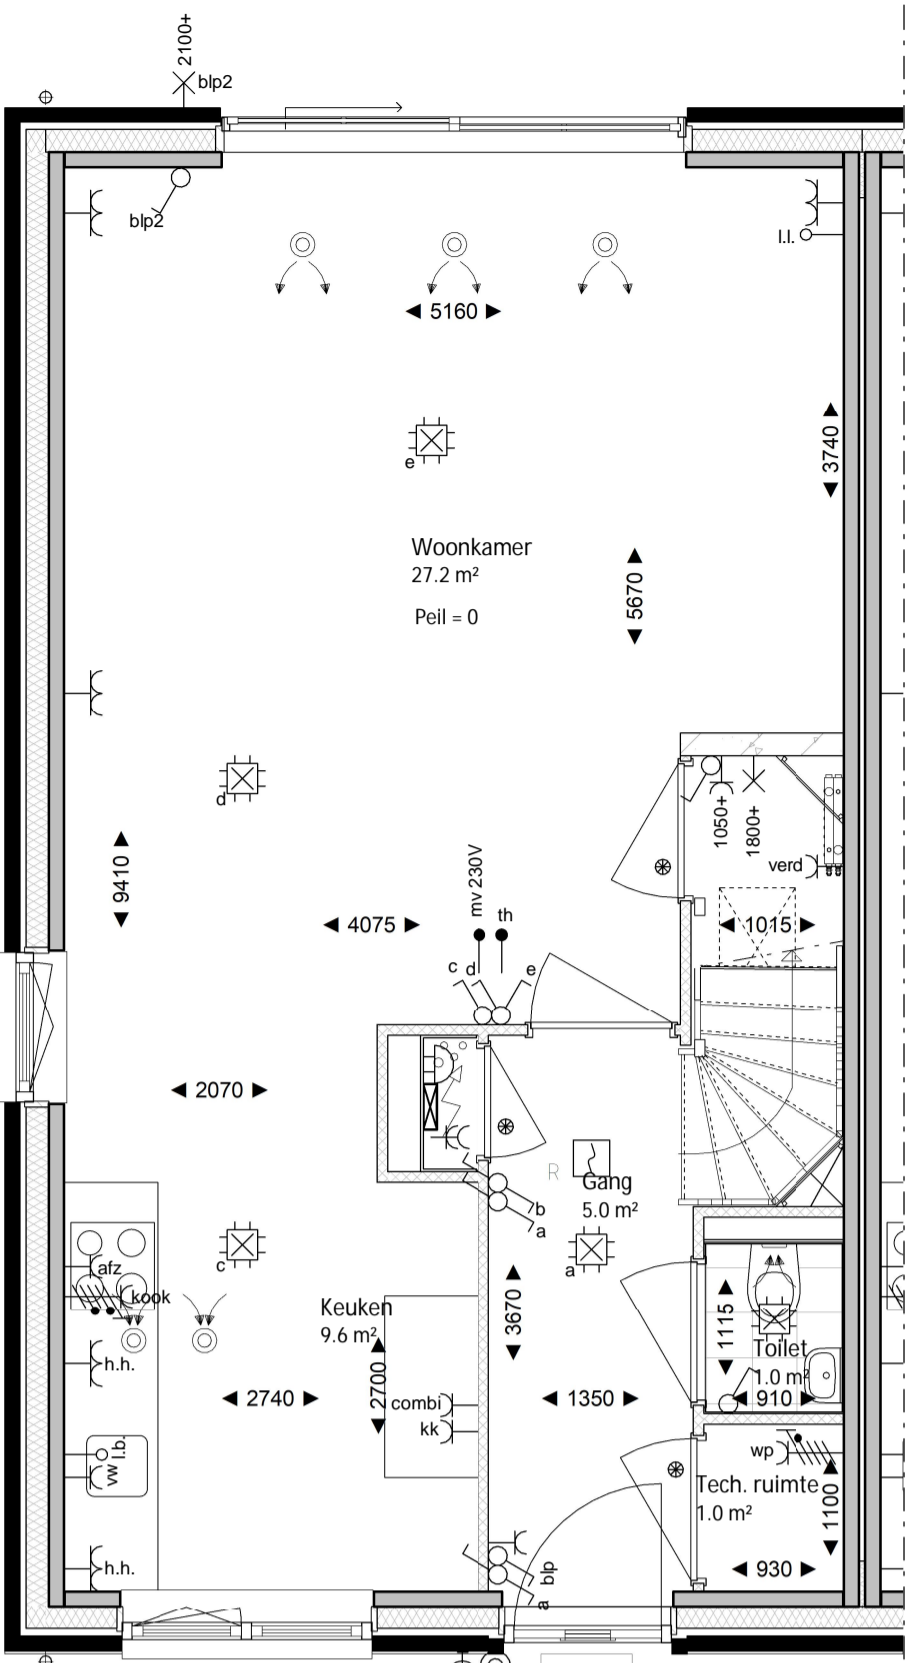 2100+
blp2
blp2
l.l.
5160
e
3740
Woonkamer
27.2 m²
Peil = 0
5670
d
1050+
1800+
verd
9410
mv 230V
th
4075
1015
c
d
e
2070
R
Gang
5.0 m²
b
a
a
c
afz
kook
Keuken
9.6 m²
3670
1115
Toilet
1.0 m²
h.h.
2740
2700
combi
kk
1350
910
l.b.
vw
wp
Tech. ruimte
1.0 m²
1100
h.h.
blp
a
930